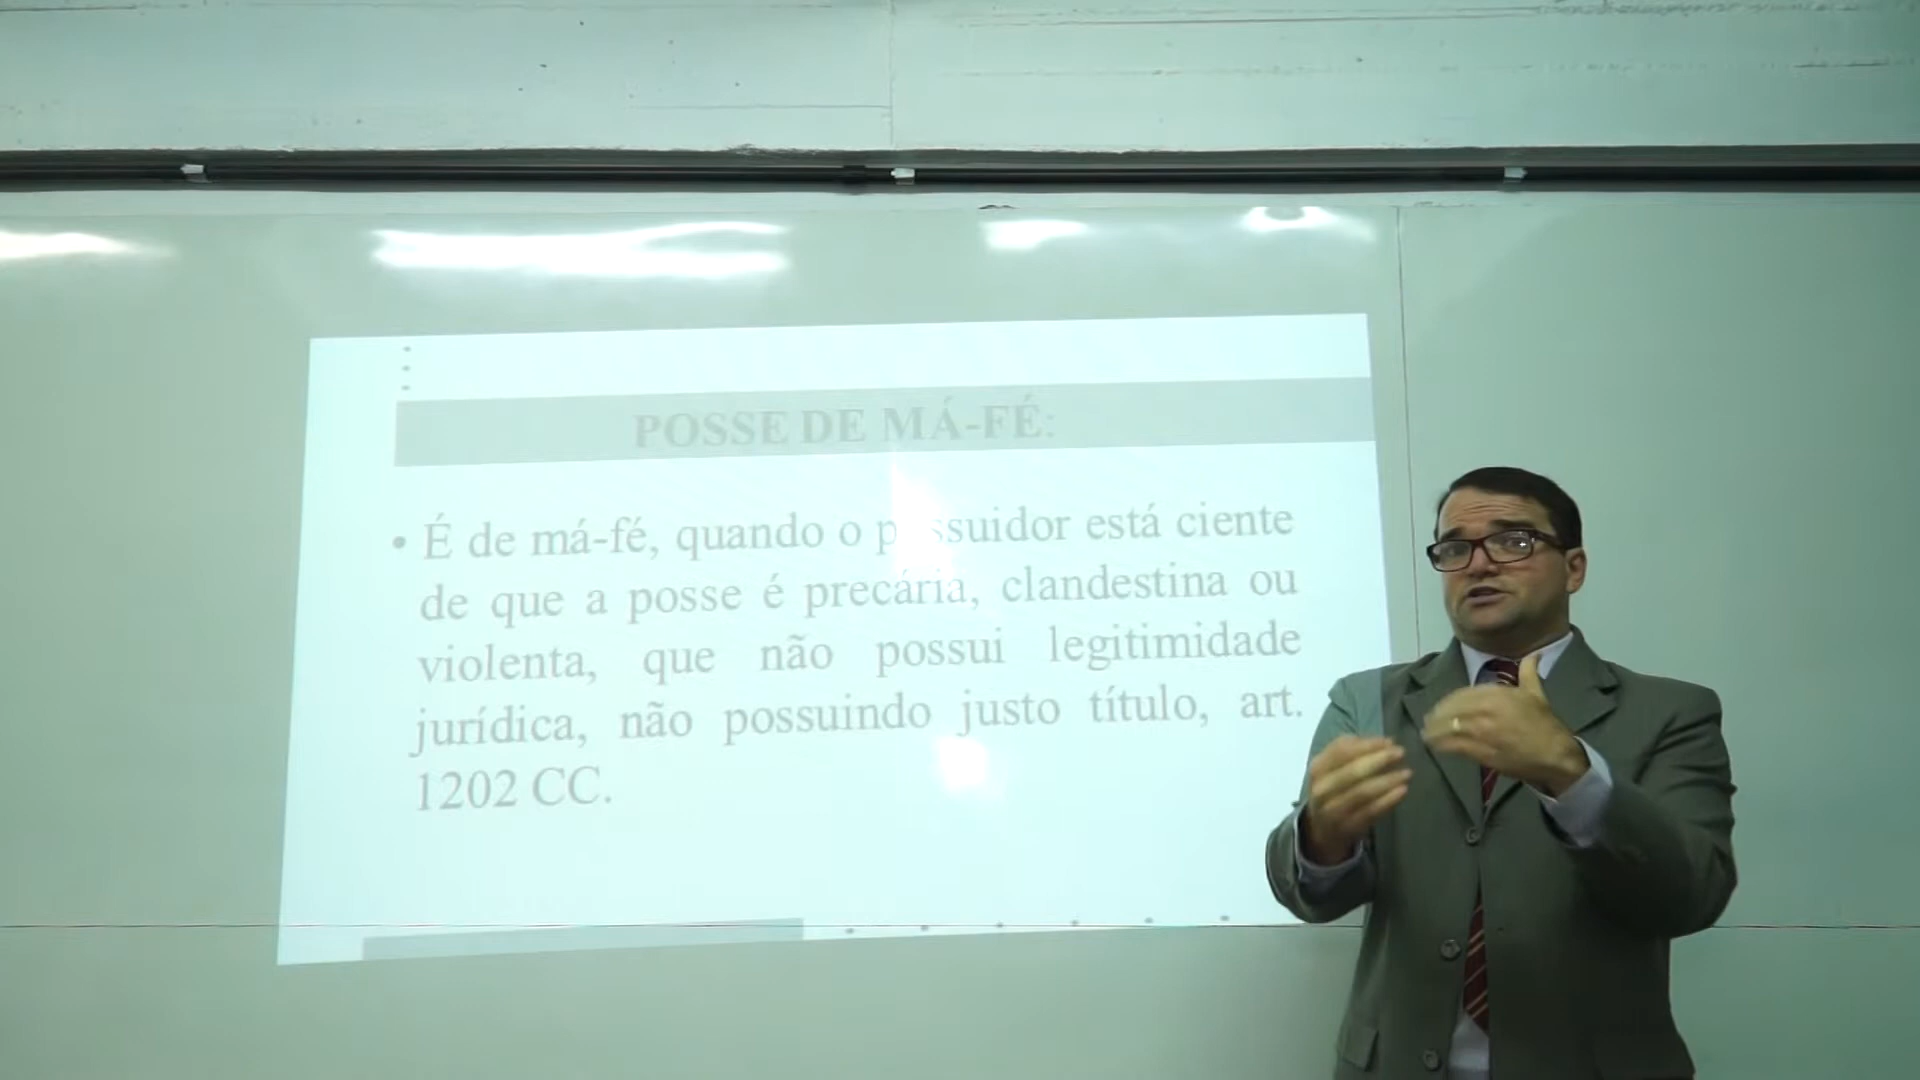 POSSE DE MÁ-FÉ:
• É de má-fé, quando o possuidor está ciente
de que a posse é precária, clandestina ou
violenta, que não possui legitimidade
jurídica, não possuindo justo título, art.
1202 CC.